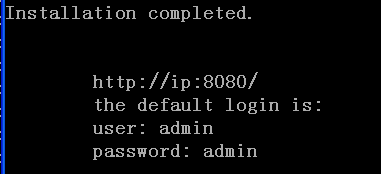 Installation completed.
http://ip:8080/
the default login is:
user: admin
password: admin